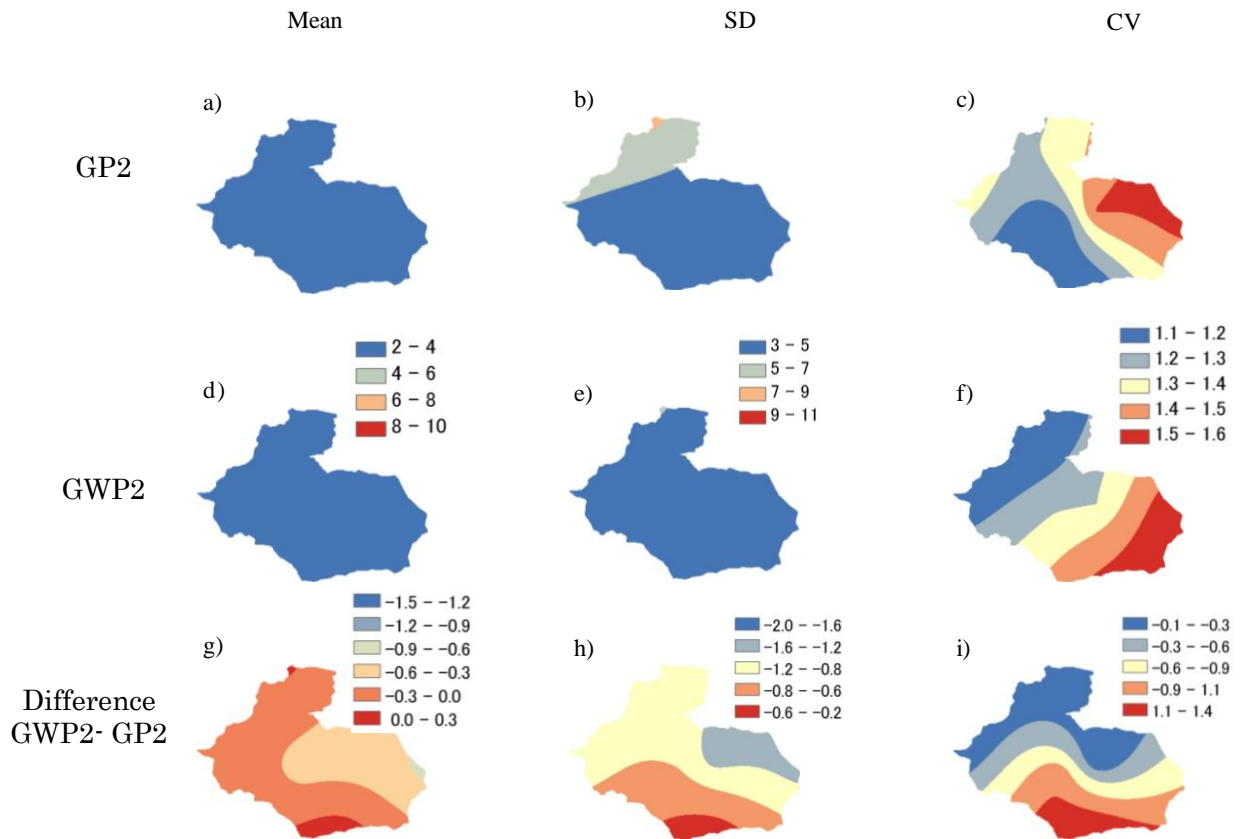 Mean
SD
CV
a)
b)
c)
GP2
2 – 4
4 – 6
6 – 8
8 – 10
3 – 5
5 – 7
7 – 9
9 – 11
1.1 – 1.2
1.2 – 1.3
1.3 – 1.4
1.4 – 1.5
1.5 – 1.6
d)
e)
f)
GWP2
-1.5 – -1.2
-1.2 – -0.9
-0.9 – -0.6
-0.6 – -0.3
-0.3 – 0.0
0.0 – 0.3
-2.0 – -1.6
-1.6 – -1.2
-1.2 – -0.8
-0.8 – -0.6
-0.6 – -0.2
-0.1 – -0.3
-0.3 – -0.6
-0.6 – -0.9
-0.9 – 1.1
1.1 – 1.4
g)
h)
i)
Difference
GWP2- GP2